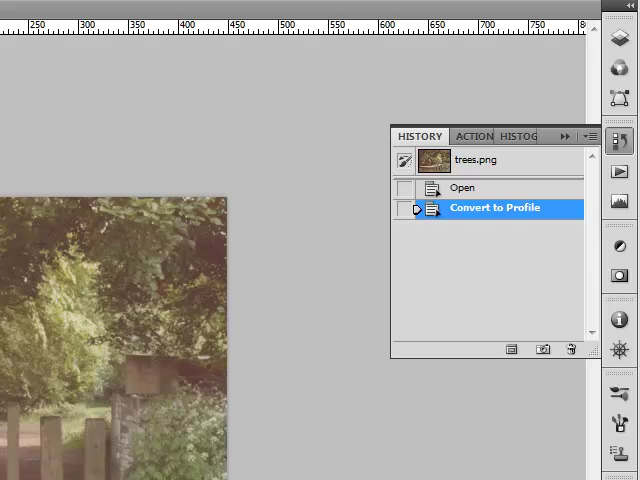 250 300 350 400 450 500 550 600 650 700 750
HISTORY ACTION HISTOG
trees.png
Open
Convert to Profile